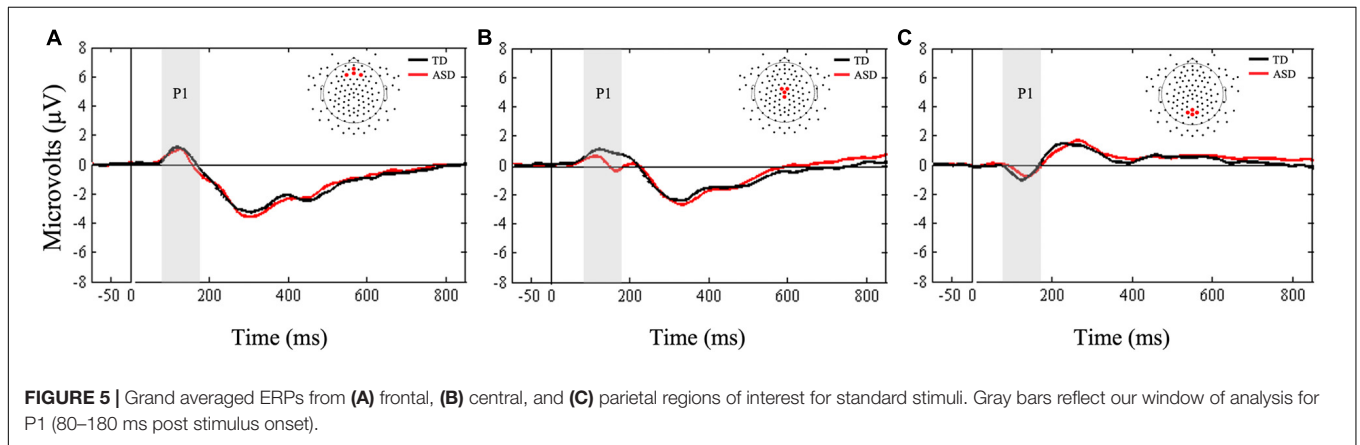 A
B
C
8
6
4
2
0
-2
-4
-6
-8
Microvolts (µV)
P1
TD
ASD
-50 0 200 400 600 800
Time (ms)
8
6
4
2
0
-2
-4
-6
-8
P1
TD
ASD
-50 0 200 400 600 800
Time (ms)
8
6
4
2
0
-2
-4
-6
-8
P1
TD
ASD
-50 0 200 400 600 800
Time (ms)
FIGURE 5 | Grand averaged ERPs from (A) frontal, (B) central, and (C) parietal regions of interest for standard stimuli. Gray bars reflect our window of analysis for
P1 (80–180 ms post stimulus onset).